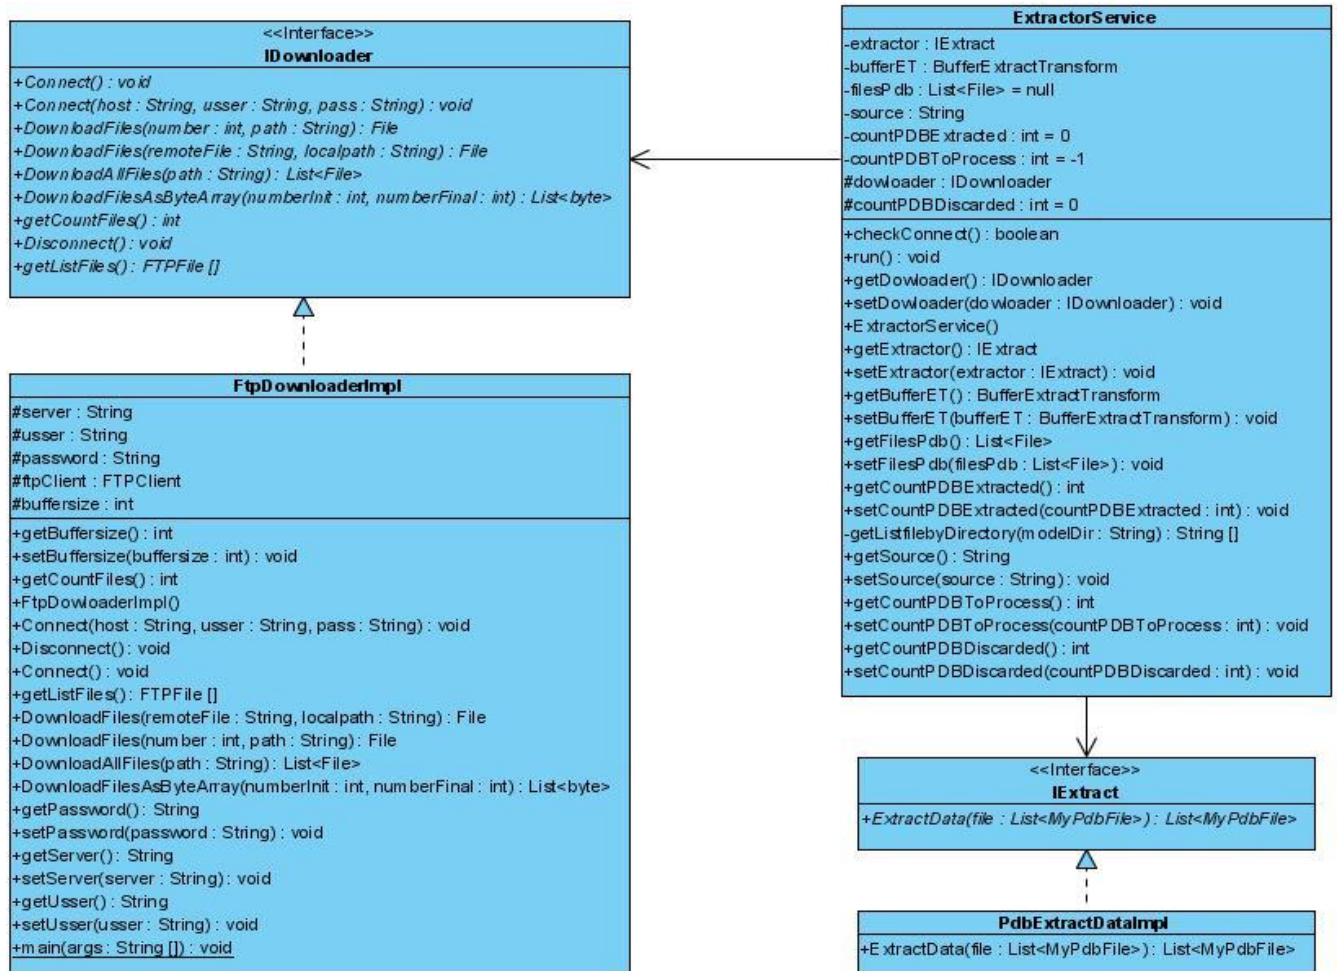 <<Interface>>
IDownloader
+Connect() : void
+Connect(host : String, usser : String, pass : String) : void
+DownloadFiles(number : int, path : String) : File
+DownloadFiles(remoteFile : String, localpath : String) : File
+DownloadAllFiles(path : String) : List<File>
+DownloadFilesAsByteArray(numberInit : int, numberFinal : int) : List<byte>
+getCountFiles() : int
+Disconnect() : void
+getListFiles() : FTPFile []
FtpDownloaderImpl
#server : String
#usser : String
#password : String
#ftpClient : FTPClient
#buffersize : int
+getBuffersize() : int
+setBuffersize(buffersize : int) : void
+getCountFiles() : int
+FtpDowloaderImpl()
+Connect(host : String, usser : String, pass : String) : void
+Disconnect() : void
+Connect() : void
+getListFiles() : FTPFile []
+DownloadFiles(remoteFile : String, localpath : String) : File
+DownloadFiles(number : int, path : String) : File
+DownloadAllFiles(path : String) : List<File>
+DownloadFilesAsByteArray(numberInit : int, numberFinal : int) : List<byte>
+getPassword() : String
+setPassword(password : String) : void
+getServer() : String
+setServer(server : String) : void
+getUsser() : String
+setUsser(usser : String) : void
+main(args : String []) : void
ExtractorService
-extractor : IExtract
-bufferET : BufferExtractTransform
-filesPdb : List<File> = null
-source : String
-countPDBExtracted : int = 0
-countPDBToProcess : int = -1
#dowloader : IDownloader
#countPDBDiscarded : int = 0
+checkConnect() : boolean
+run() : void
+getDowloader() : IDownloader
+setDowloader(dowloader : IDownloader) : void
+ExtractorService()
+getExtractor() : IExtract
+setExtractor(extractor : IExtract) : void
+getBufferET() : BufferExtractTransform
+setBufferET(bufferET : BufferExtractTransform) : void
+getFilesPdb() : List<File>
+setFilesPdb(filesPdb : List<File>) : void
+getCountPDBExtracted() : int
+setCountPDBExtracted(countPDBExtracted : int) : void
-getListfilebyDirectory(modelDir : String) : String []
+getSource() : String
+setSource(source : String) : void
+getCountPDBToProcess() : int
+setCountPDBToProcess(countPDBToProcess : int) : void
+getCountPDBDiscarded() : int
+setCountPDBDiscarded(countPDBDiscarded : int) : void
<<Interface>>
IExtract
+ExtractData(file : List<MyPdbFile>) : List<MyPdbFile>
PdbExtractDataImpl
+ExtractData(file : List<MyPdbFile>) : List<MyPdbFile>